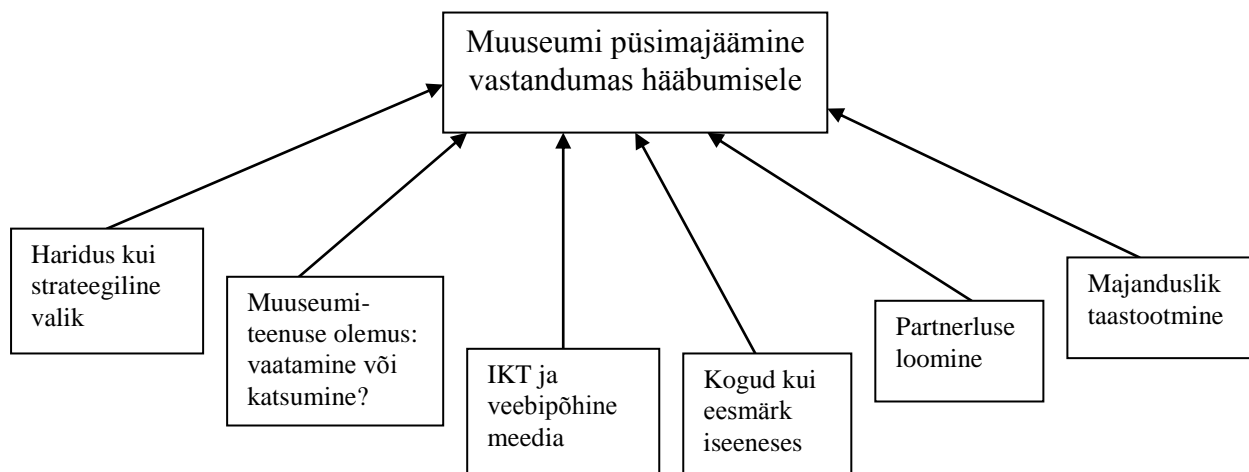 Muuseumi püsimajäämine
vastandumas hääbumisele
Haridus kui
strateegiline
valik
Muuseumi-
teenuse olemus:
vaatamine või
katsumine?
IKT ja
veebipõhine
meedia
Kogud kui
eesmärk
iseeneses
Partnerluse
loomine
Majanduslik
taastootmine